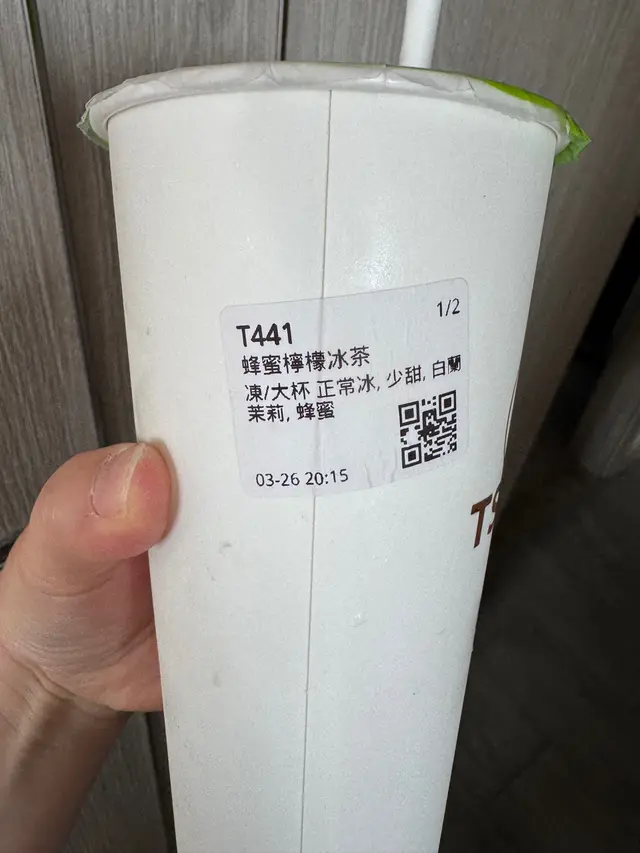 T441
1/2
蜂蜜檸檬冰茶
凍/大杯 正常冰, 少甜, 白蘭
茉莉, 蜂蜜
03-26 20:15